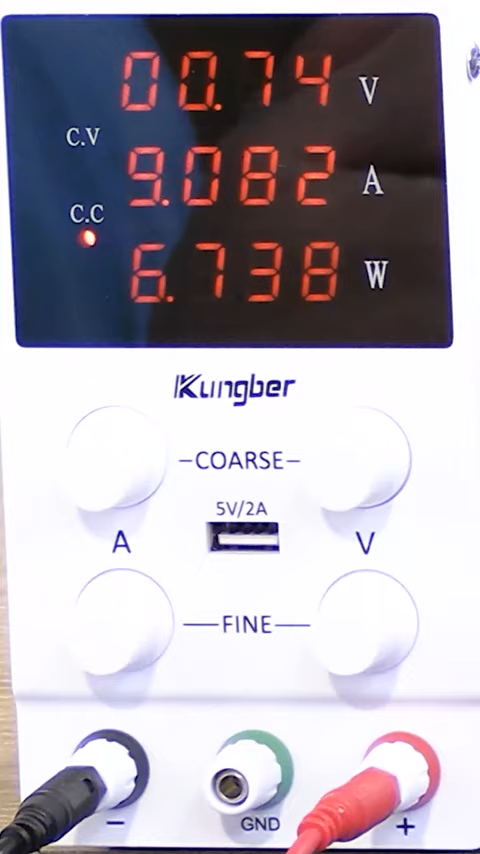 00.74 V
C.V
9.082 A
C.C
6.738 W
Kungber
-COARSE-
5V/2A
A V
—FINE—
- GND +